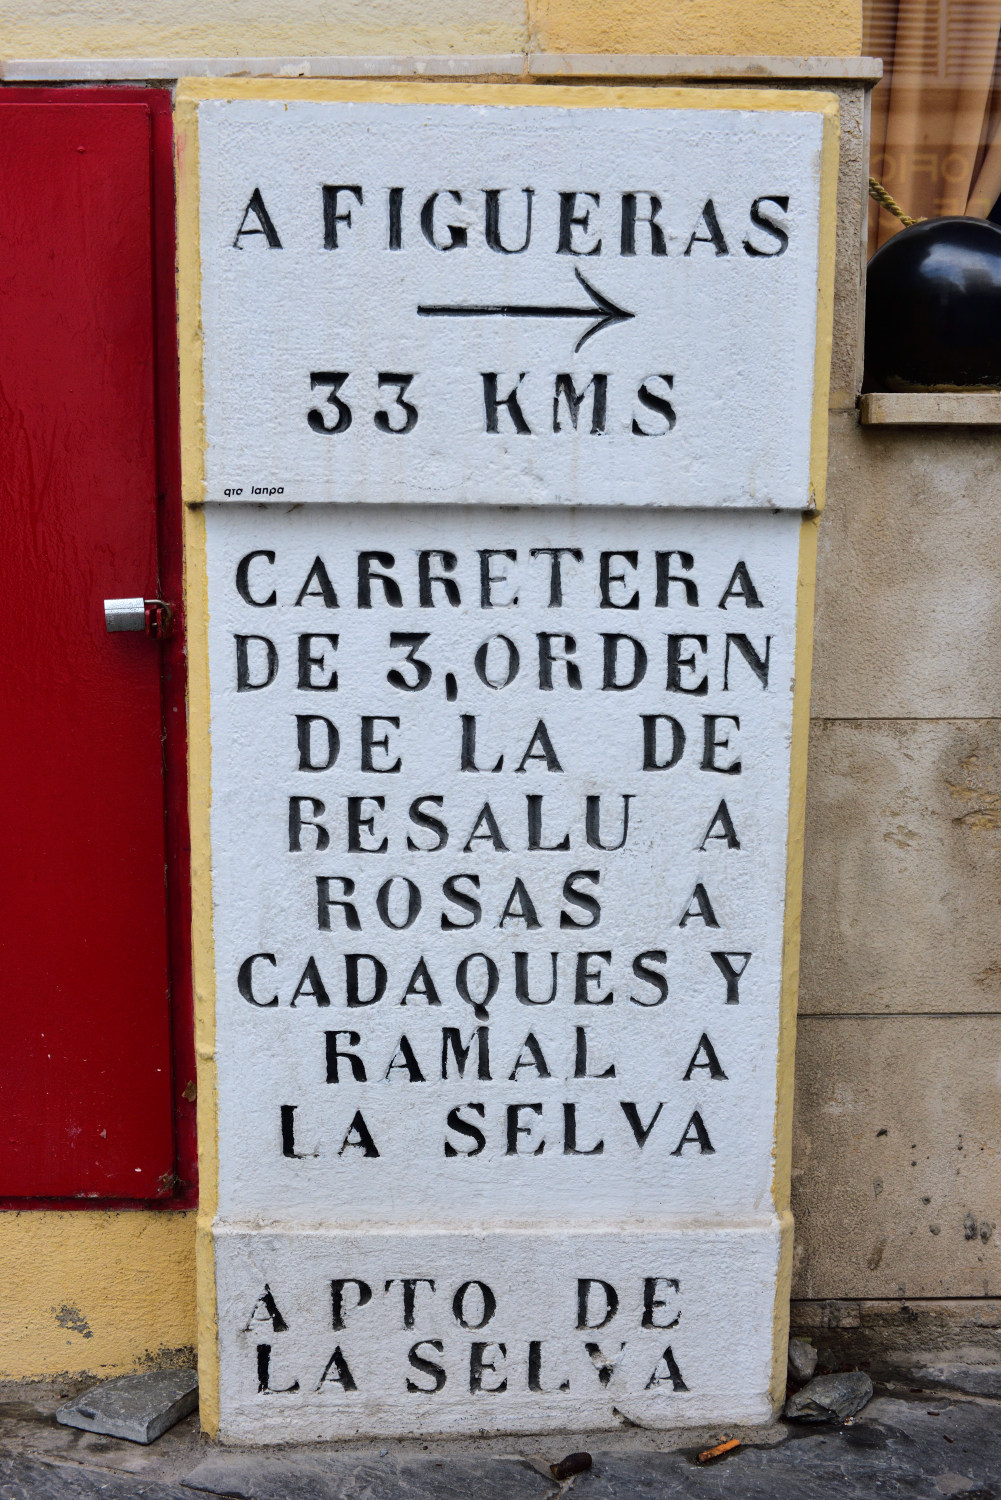 A FIGUERAS
→
33 KMS
CARRETERA
DE 3,ORDEN
DE LA DE
RESALU A
ROSAS A
CADAQUES Y
RAMAL A
LA SELVA
A PTO DE
LA SELVA